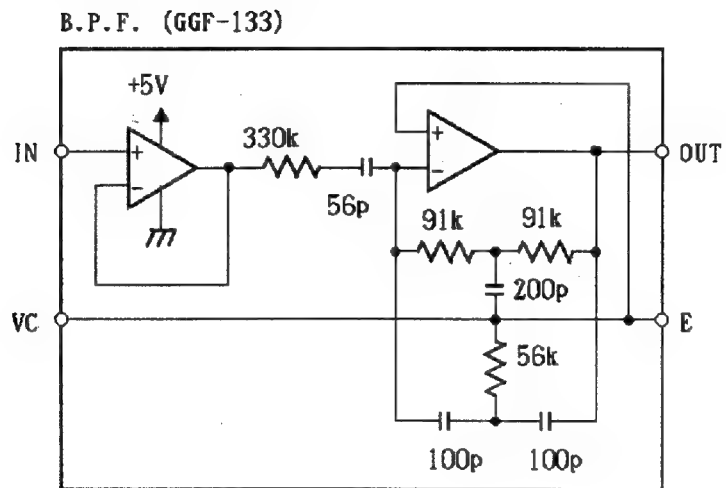 B.P.F. (GGF-133)
+5V
330k
IN
+
-
56p
+
-
OUT
91k
91k
200p
VC
E
56k
100p
100p